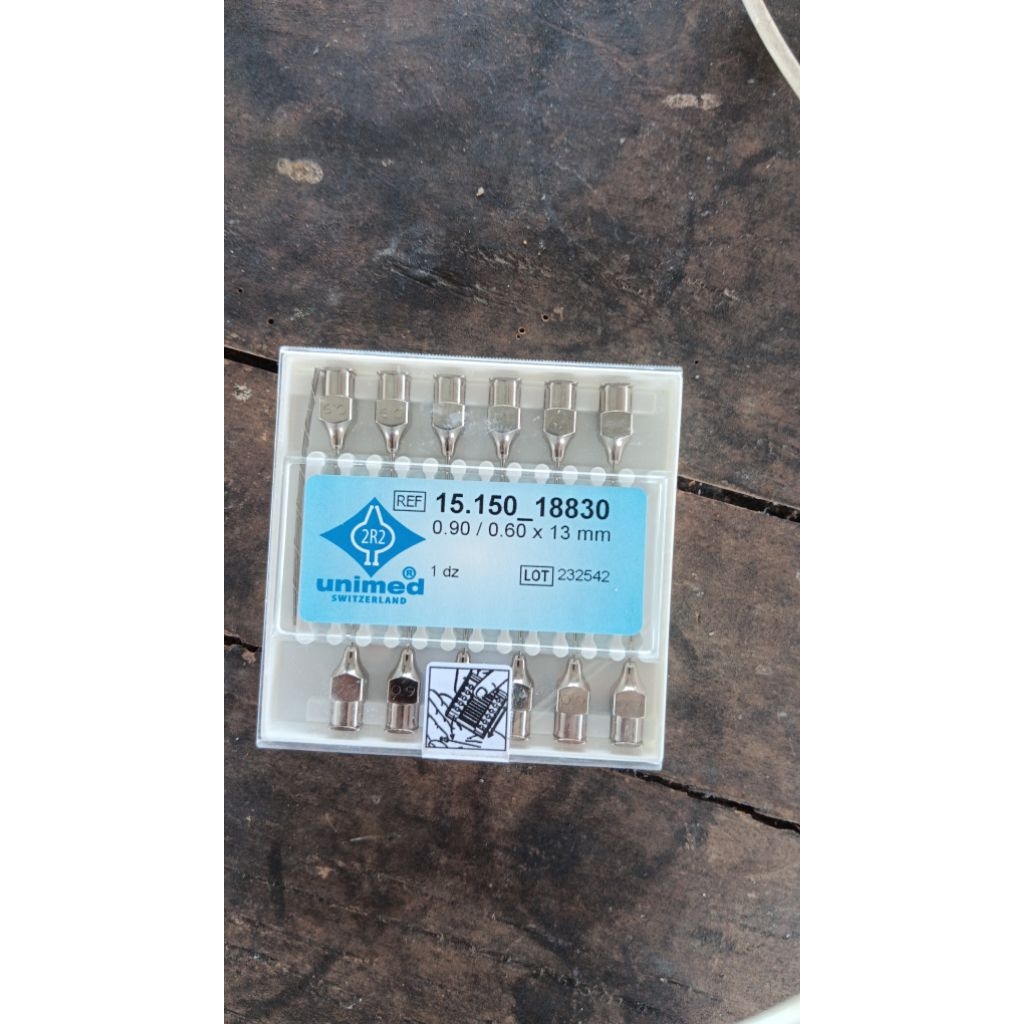 REF 15.150_18830
0.90 / 0.60 x 13 mm
2R2
unimed®
SWITZERLAND
1 dz
LOT 232542